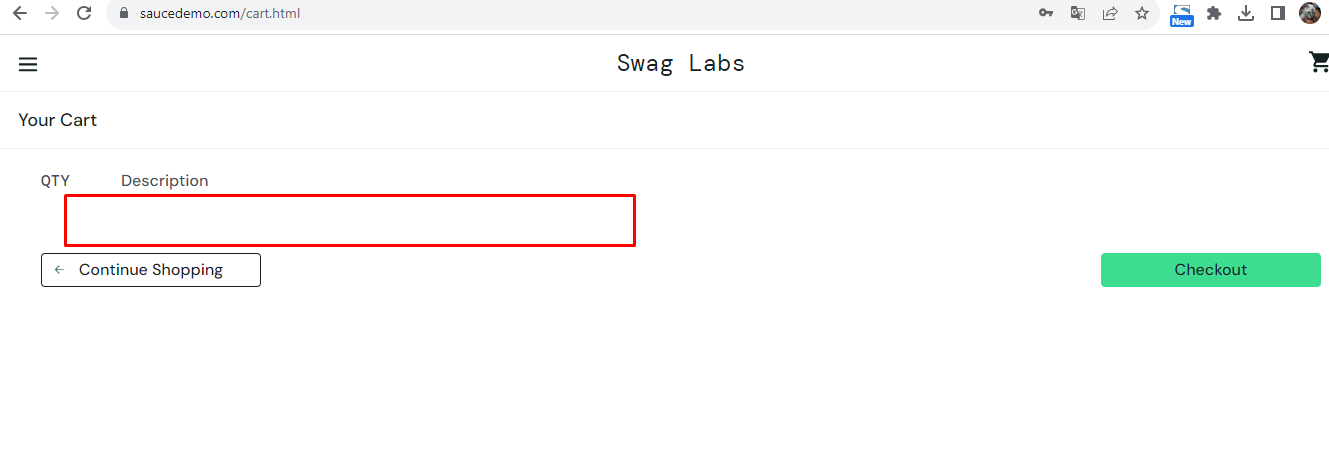 saucedemo.com/cart.html
New
Swag Labs
Your Cart
QTY Description
Continue Shopping
Checkout